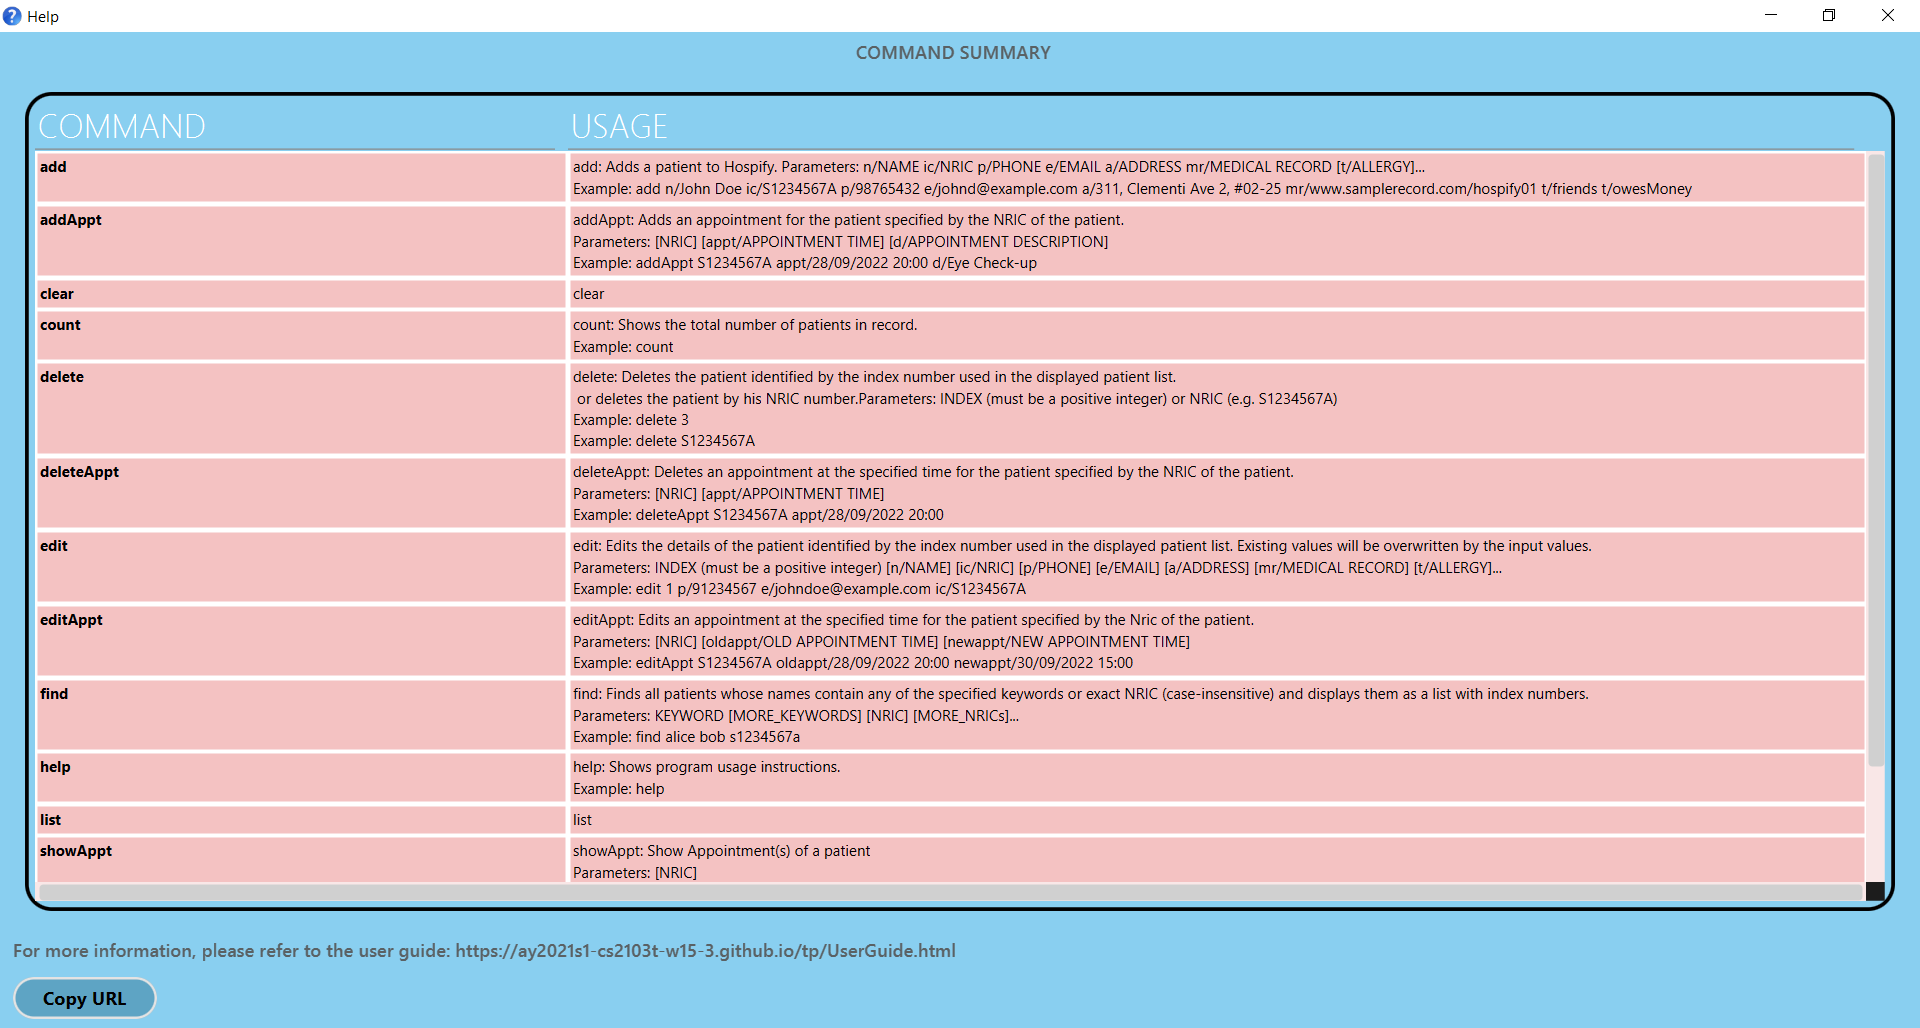 Help
COMMAND SUMMARY
COMMAND USAGE
add
add: Adds a patient to Hospify. Parameters: n/NAME ic/NRIC p/PHONE e/EMAIL a/ADDRESS mr/MEDICAL RECORD [t/ALLERGY]...
Example: add n/John Doe ic/S1234567A p/98765432 e/johnd@example.com a/311, Clementi Ave 2, #02-25 mr/www.samplerecord.com/hospify01 t/friends t/owesMoney
addAppt
addAppt: Adds an appointment for the patient specified by the NRIC of the patient.
Parameters: [NRIC] [appt/APPOINTMENT TIME] [d/APPOINTMENT DESCRIPTION]
Example: addAppt S1234567A appt/28/09/2022 20:00 d/Eye Check-up
clear
clear
count
count: Shows the total number of patients in record.
Example: count
delete
delete: Deletes the patient identified by the index number used in the displayed patient list.
or deletes the patient by his NRIC number.Parameters: INDEX (must be a positive integer) or NRIC (e.g. S1234567A)
Example: delete 3
Example: delete S1234567A
deleteAppt
deleteAppt: Deletes an appointment at the specified time for the patient specified by the NRIC of the patient.
Parameters: [NRIC] [appt/APPOINTMENT TIME]
Example: deleteAppt S1234567A appt/28/09/2022 20:00
edit
edit: Edits the details of the patient identified by the index number used in the displayed patient list. Existing values will be overwritten by the input values.
Parameters: INDEX (must be a positive integer) [n/NAME] [ic/NRIC] [p/PHONE] [e/EMAIL] [a/ADDRESS] [mr/MEDICAL RECORD] [t/ALLERGY]...
Example: edit 1 p/91234567 e/johndoe@example.com ic/S1234567A
editAppt
editAppt: Edits an appointment at the specified time for the patient specified by the Nric of the patient.
Parameters: [NRIC] [oldappt/OLD APPOINTMENT TIME] [newappt/NEW APPOINTMENT TIME]
Example: editAppt S1234567A oldappt/28/09/2022 20:00 newappt/30/09/2022 15:00
find
find: Finds all patients whose names contain any of the specified keywords or exact NRIC (case-insensitive) and displays them as a list with index numbers.
Parameters: KEYWORD [MORE_KEYWORDS] [NRIC] [MORE_NRICs]...
Example: find alice bob s1234567a
help
help: Shows program usage instructions.
Example: help
list
list
showAppt
showAppt: Show Appointment(s) of a patient
Parameters: [NRIC]
For more information, please refer to the user guide: https://ay2021s1-cs2103t-w15-3.github.io/tp/UserGuide.html
Copy URL